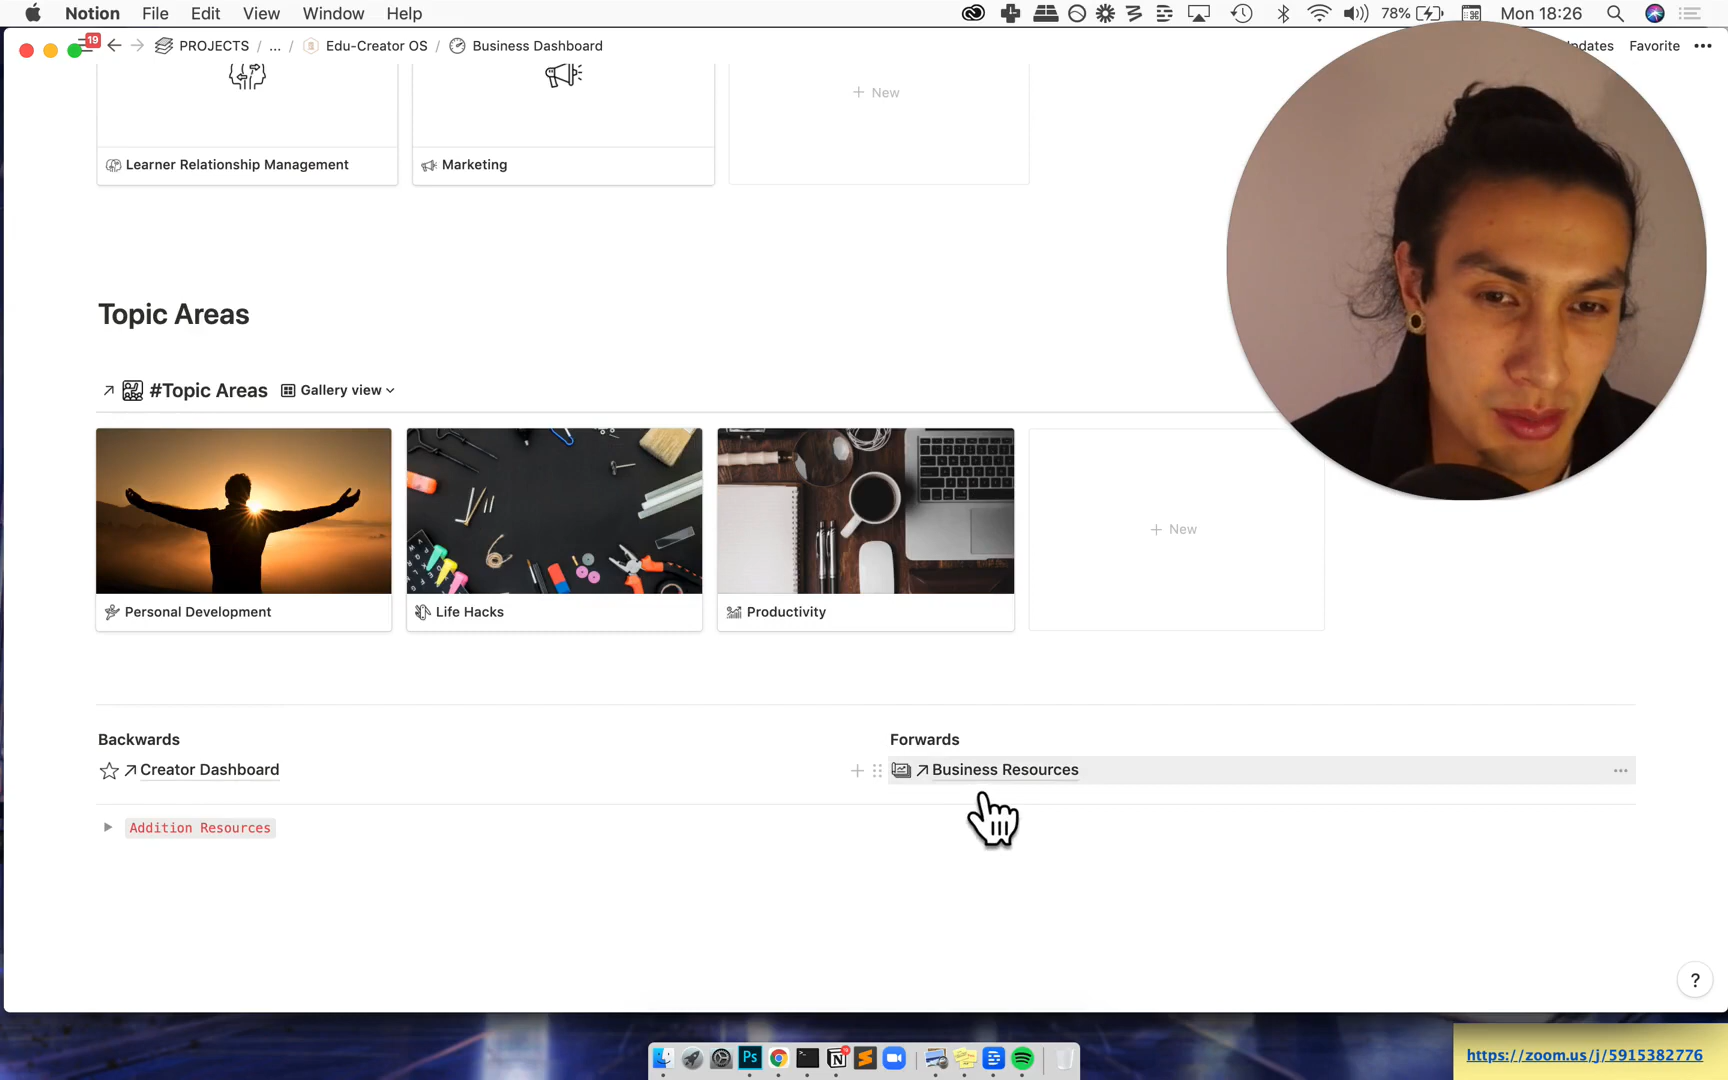 Notion File Edit View Window Help 78% Mon 18:26
19 PROJECTS / ... / Edu-Creator OS / Business Dashboard Updates Favorite •••
+ New
Learner Relationship Management
Marketing
Topic Areas
#Topic Areas Gallery view
+ New
Personal Development
Life Hacks
Productivity
Backwards
Forwards
Creator Dashboard
Business Resources
Addition Resources
?
Ps
https://zoom.us/j/5915382776